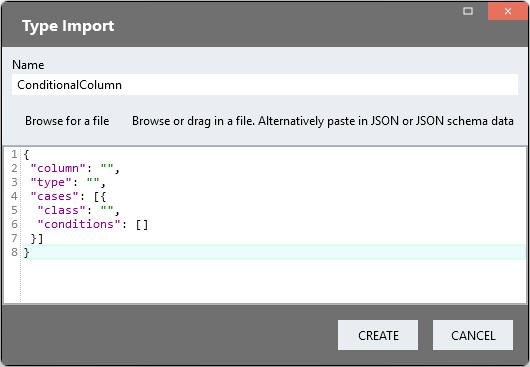 Type Import
Name
ConditionalColumn
Browse for a file Browse or drag in a file. Alternatively paste in JSON or JSON schema data
1 {
2 "column": "",
3 "type": "",
4 "cases": [{
5 "class": "",
6 "conditions": []
7 }]
8 }
CREATE CANCEL